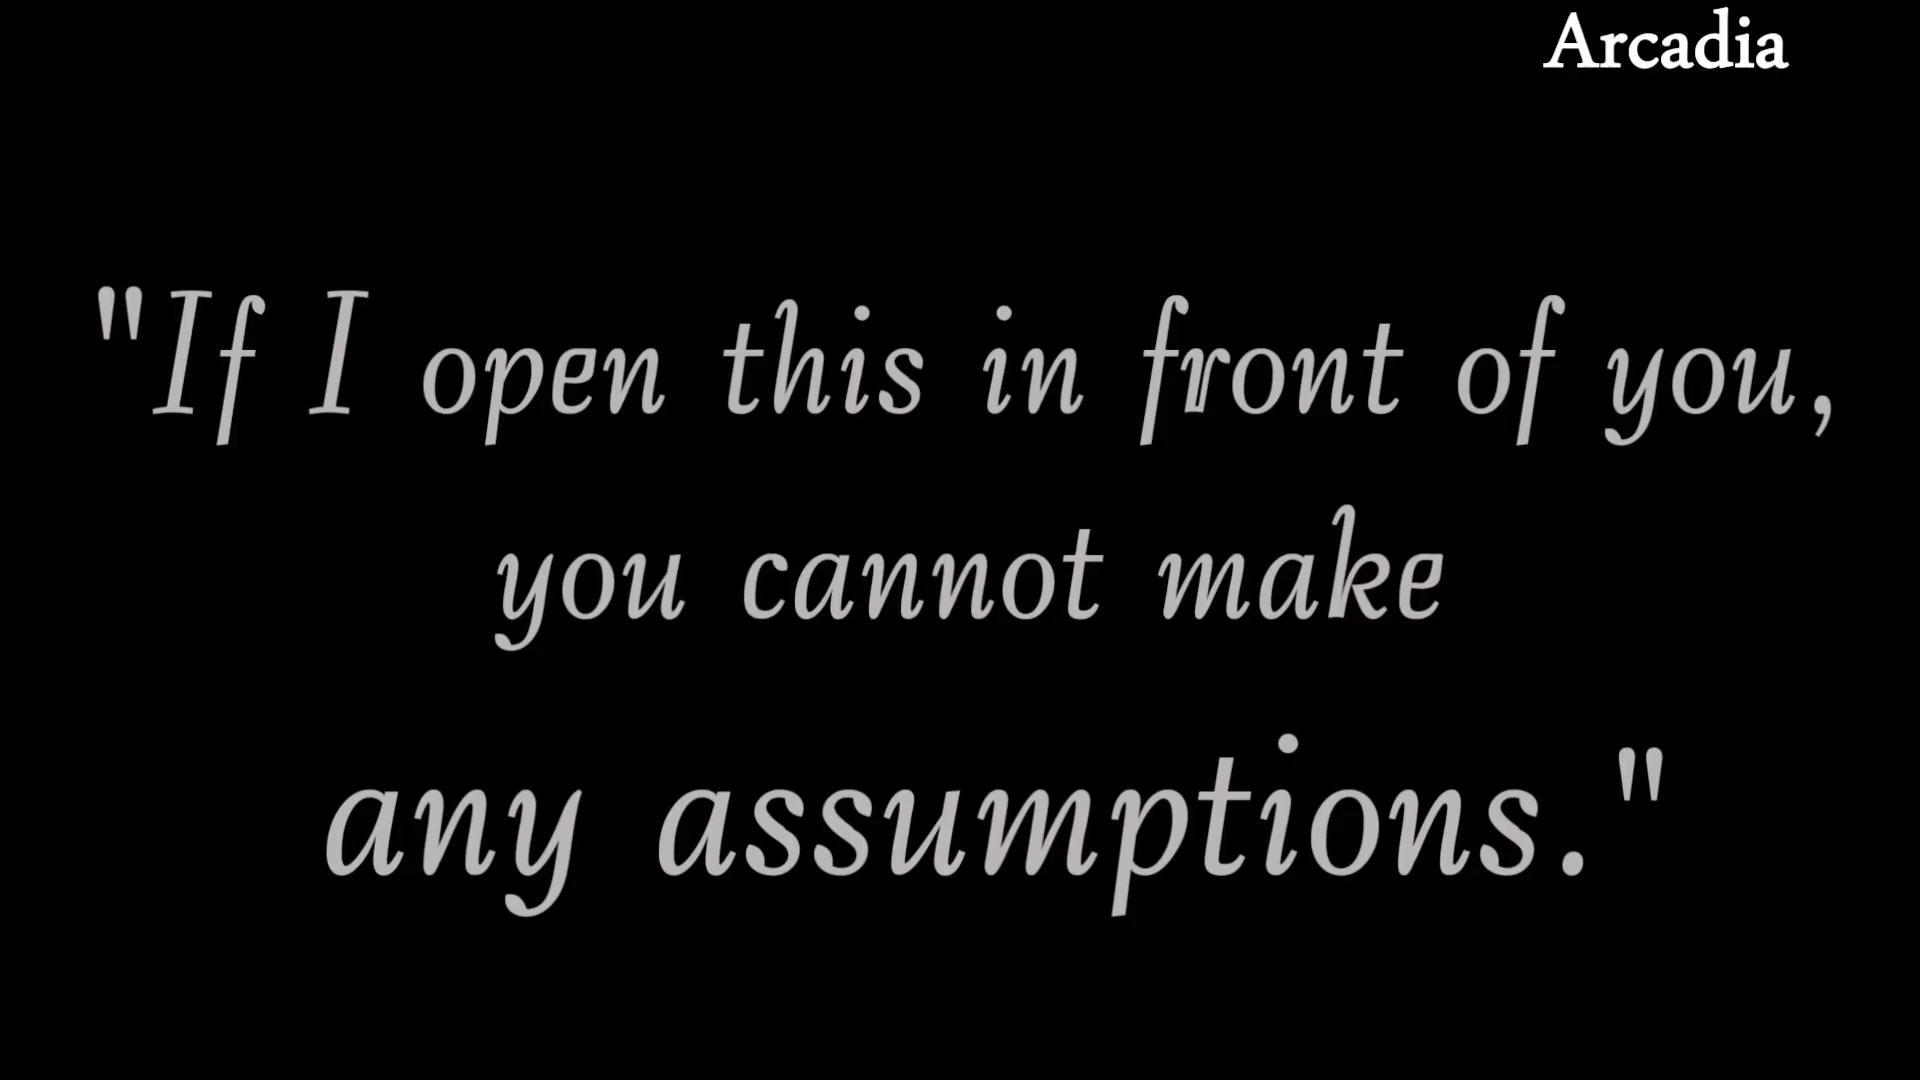 Arcadia
"If I open this in front of you,
you cannot make
any assumptions."